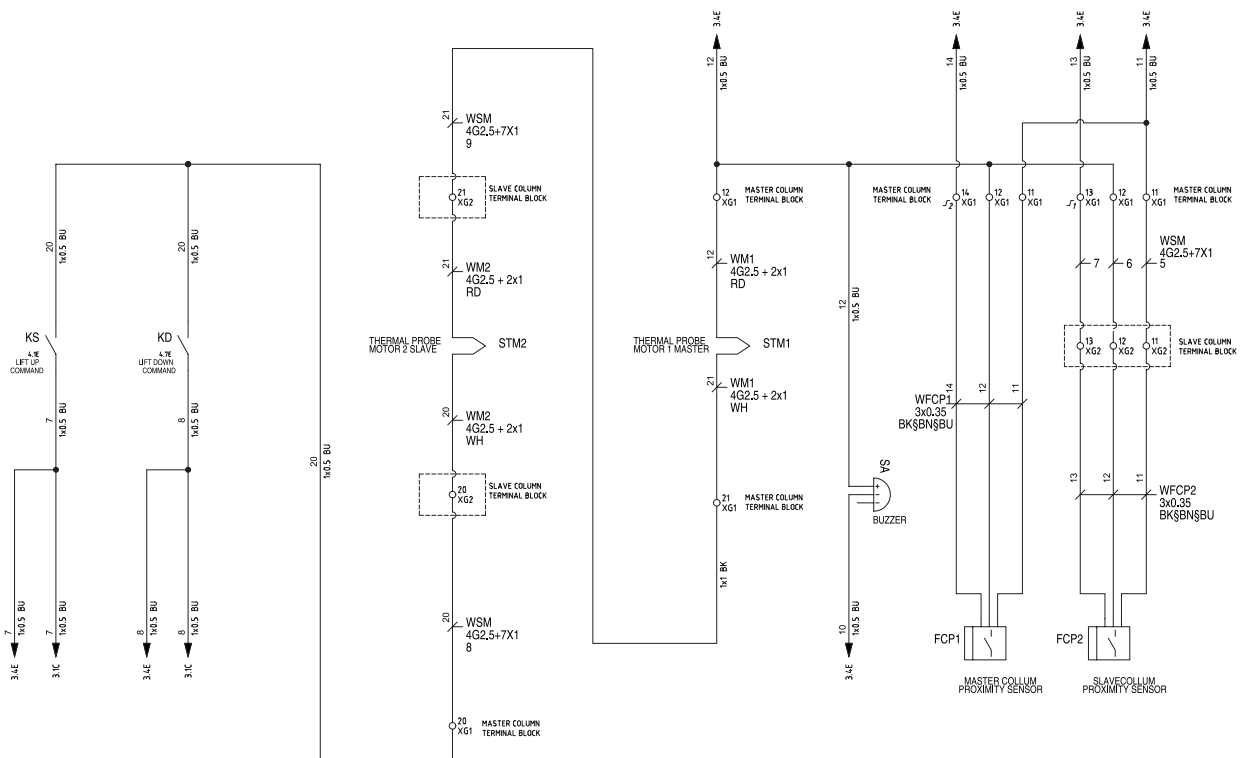 3.4E
3.4E
3.4E
3.4E
12
1x0.5 BU
14
1x0.5 BU
13
1x0.5 BU
11
1x0.5 BU
21
WSM
4G2.5+7X1
9
21
XG2
SLAVE COLUMN
TERMINAL BLOCK
12
XG1
MASTER COLUMN
TERMINAL BLOCK
MASTER COLUMN
TERMINAL BLOCK
14
XG1
2
12
XG1
11
XG1
13
XG1
1
12
XG1
11
XG1
MASTER COLUMN
TERMINAL BLOCK
20
1x0.5 BU
20
1x0.5 BU
21
WM2
4G2.5 + 2x1
RD
12
WM1
4G2.5 + 2x1
RD
WSM
4G2.5+7X1
7
6
5
12
1x0.5 BU
KS
4.1E
LIFT UP
COMMAND
KD
4.7E
LIFT DOWN
COMMAND
THERMAL PROBE
MOTOR 2 SLAVE
STM2
THERMAL PROBE
MOTOR 1 MASTER
STM1
13
XG2
12
XG2
11
XG2
SLAVE COLUMN
TERMINAL BLOCK
21
WM1
4G2.5 + 2x1
WH
14
12
11
WFCP1
3x0.35
BK§BN§BU
7
1x0.5 BU
8
1x0.5 BU
20
WM2
4G2.5 + 2x1
WH
20
1x0.5 BU
20
XG2
SLAVE COLUMN
TERMINAL BLOCK
21
XG1
MASTER COLUMN
TERMINAL BLOCK
SA
+
-
BUZZER
13
12
11
WFCP2
3x0.35
BK§BN§BU
1x1 BK
7
1x0.5 BU
7
1x0.5 BU
8
1x0.5 BU
8
1x0.5 BU
20
WSM
4G2.5+7X1
8
10
1x0.5 BU
FCP1
FCP2
3.4E
3.1C
3.4E
3.1C
3.4E
MASTER COLLUM
PROXIMITY SENSOR
SLAVECOLLUM
PROXIMITY SENSOR
20
XG1
MASTER COLUMN
TERMINAL BLOCK